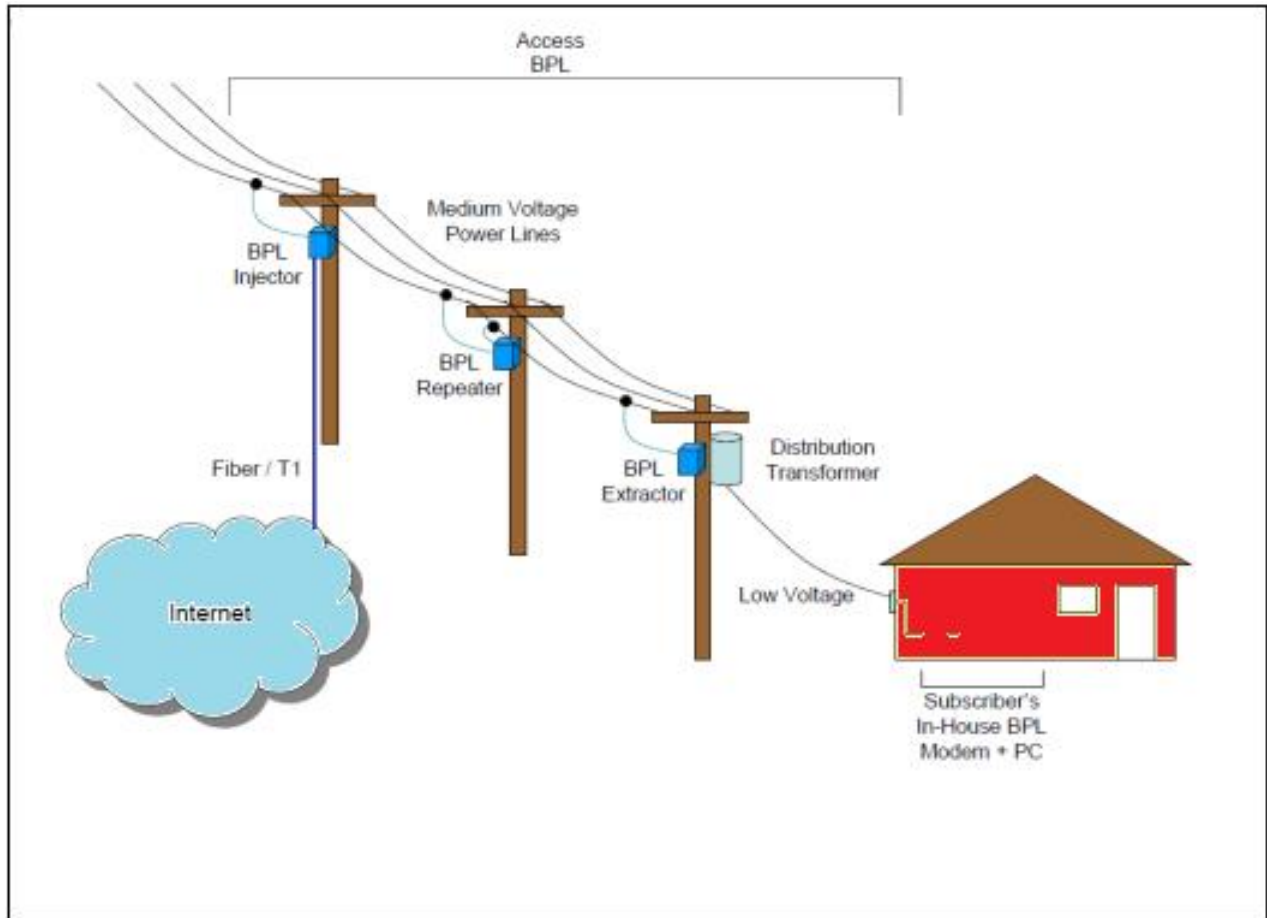 Access
BPL
Medium Voltage
Power Lines
BPL
Injector
BPL
Repeater
Fiber / T1
BPL
Extractor
Distribution
Transformer
Internet
Low Voltage
Subscriber's
In-House BPL
Modem + PC